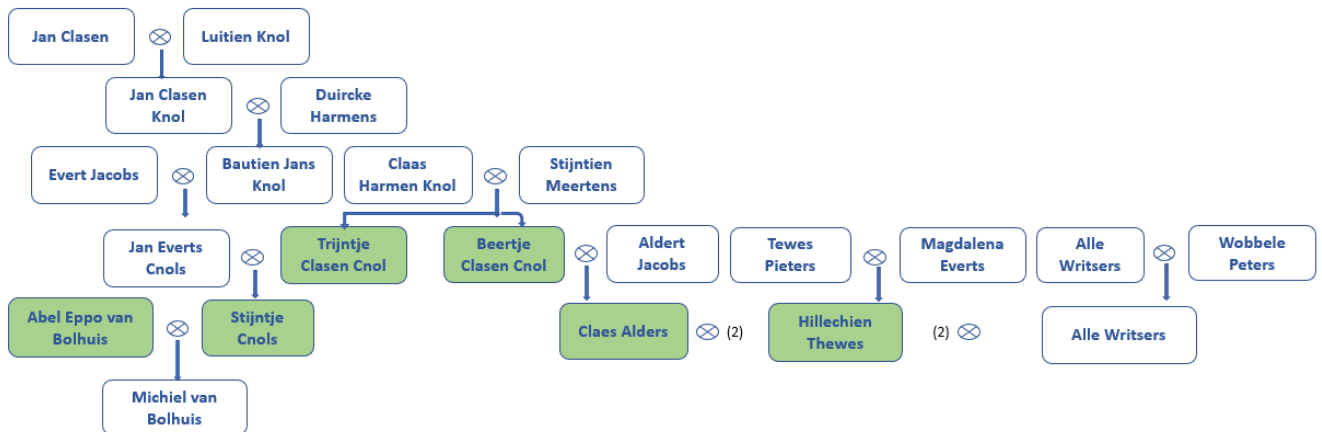 Jan Clasen
Luitien Knol
Jan Clasen
Knol
Duircke
Harmens
Evert Jacobs
Bautien Jans
Knol
Claas
Harmen Knol
Stijntien
Meertens
Jan Everts
Cnols
Trijntje
Clasen Cnol
Beertje
Clasen Cnol
Aldert
Jacobs
Tewes
Pieters
Magdalena
Everts
Alle
Writsers
Wobbele
Peters
Abel Eppo van
Bolhuis
Stijntje
Cnols
Claes Alders
(2)
Hillechien
Thewes
(2)
Alle Writsers
Michiel van
Bolhuis